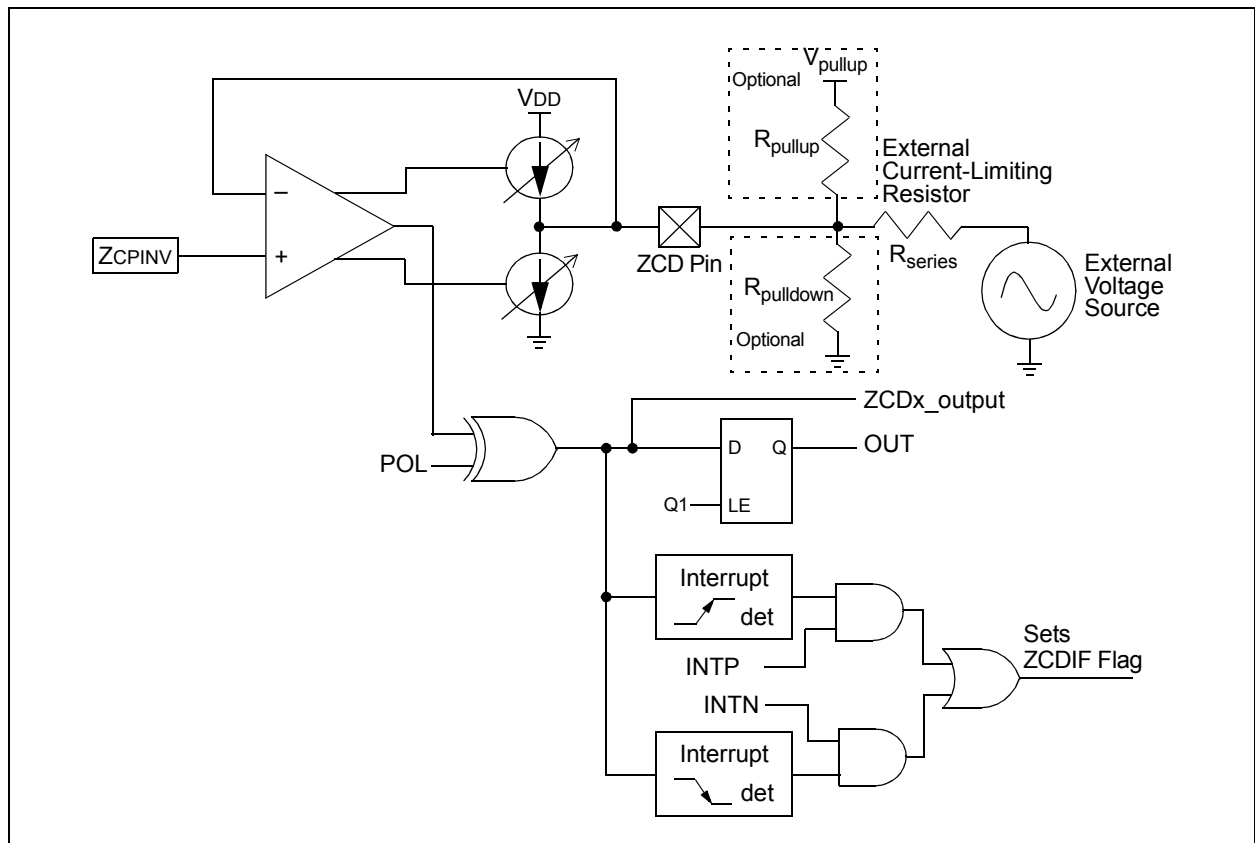 Vpullup
Optional
VDD
Rpullup
External
Current-Limiting
Resistor
−
ZCPINV
+
ZCD Pin
Rseries
Rpulldown
External
Voltage
Source
Optional
ZCDx_output
POL
D
Q
OUT
Q1
LE
Interrupt
det
INTP
Sets
ZCDIF Flag
INTN
Interrupt
det